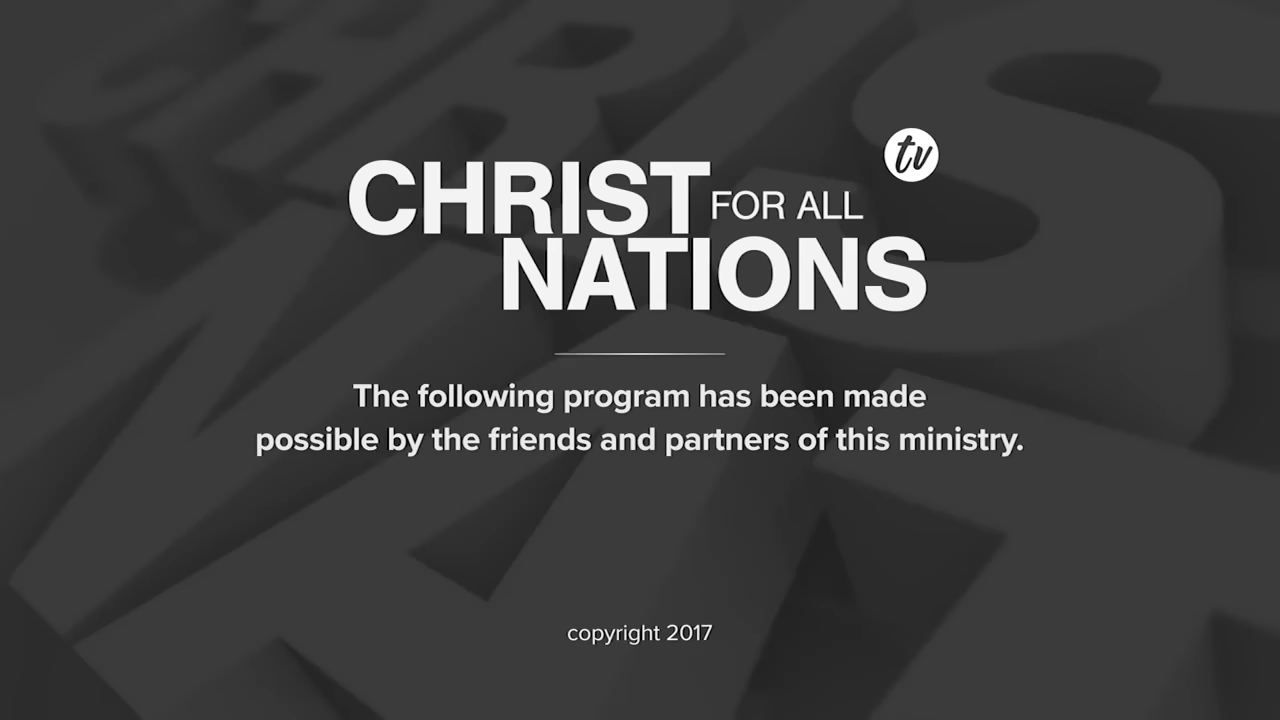 tv
CHRIST FOR ALL
NATIONS
The following program has been made
possible by the friends and partners of this ministry.
copyright 2017